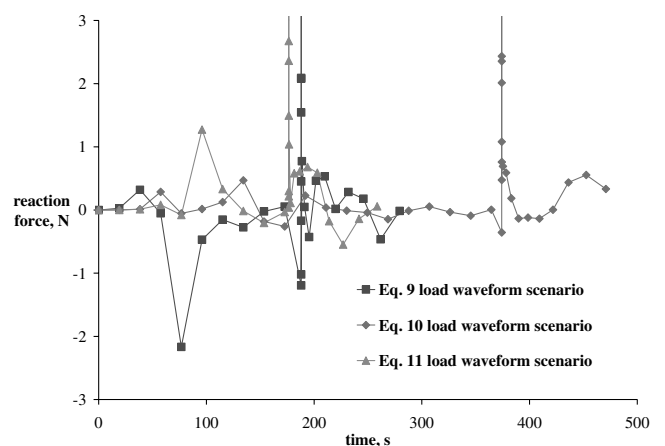 3
2
1
0
-1
-2
-3
reaction
force, N
0
100
200
300
400
500
time, s
Eq. 9 load waveform scenario
Eq. 10 load waveform scenario
Eq. 11 load waveform scenario